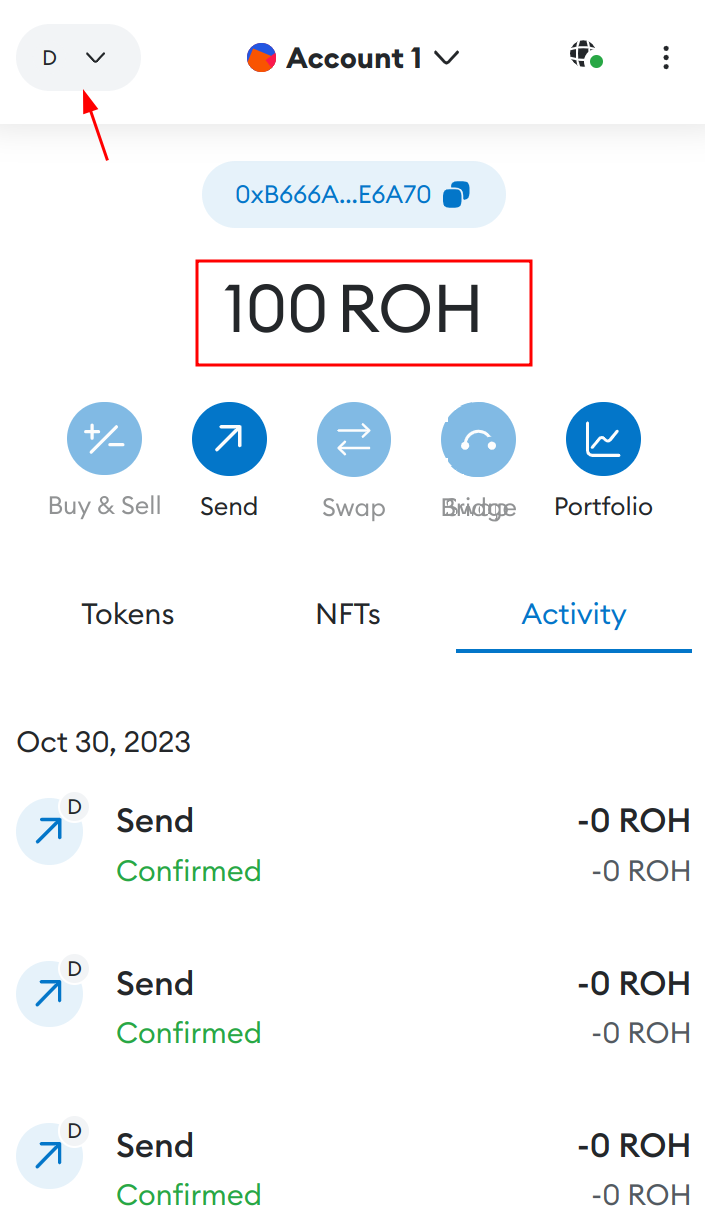 D
Account 1
0xB666A...E6A70
100 ROH
Buy & Sell
Send
Swap
Bridge
Portfolio
Tokens
NFTs
Activity
Oct 30, 2023
D
Send
-0 ROH
Confirmed
-0 ROH
D
Send
-0 ROH
Confirmed
-0 ROH
D
Send
-0 ROH
Confirmed
-0 ROH